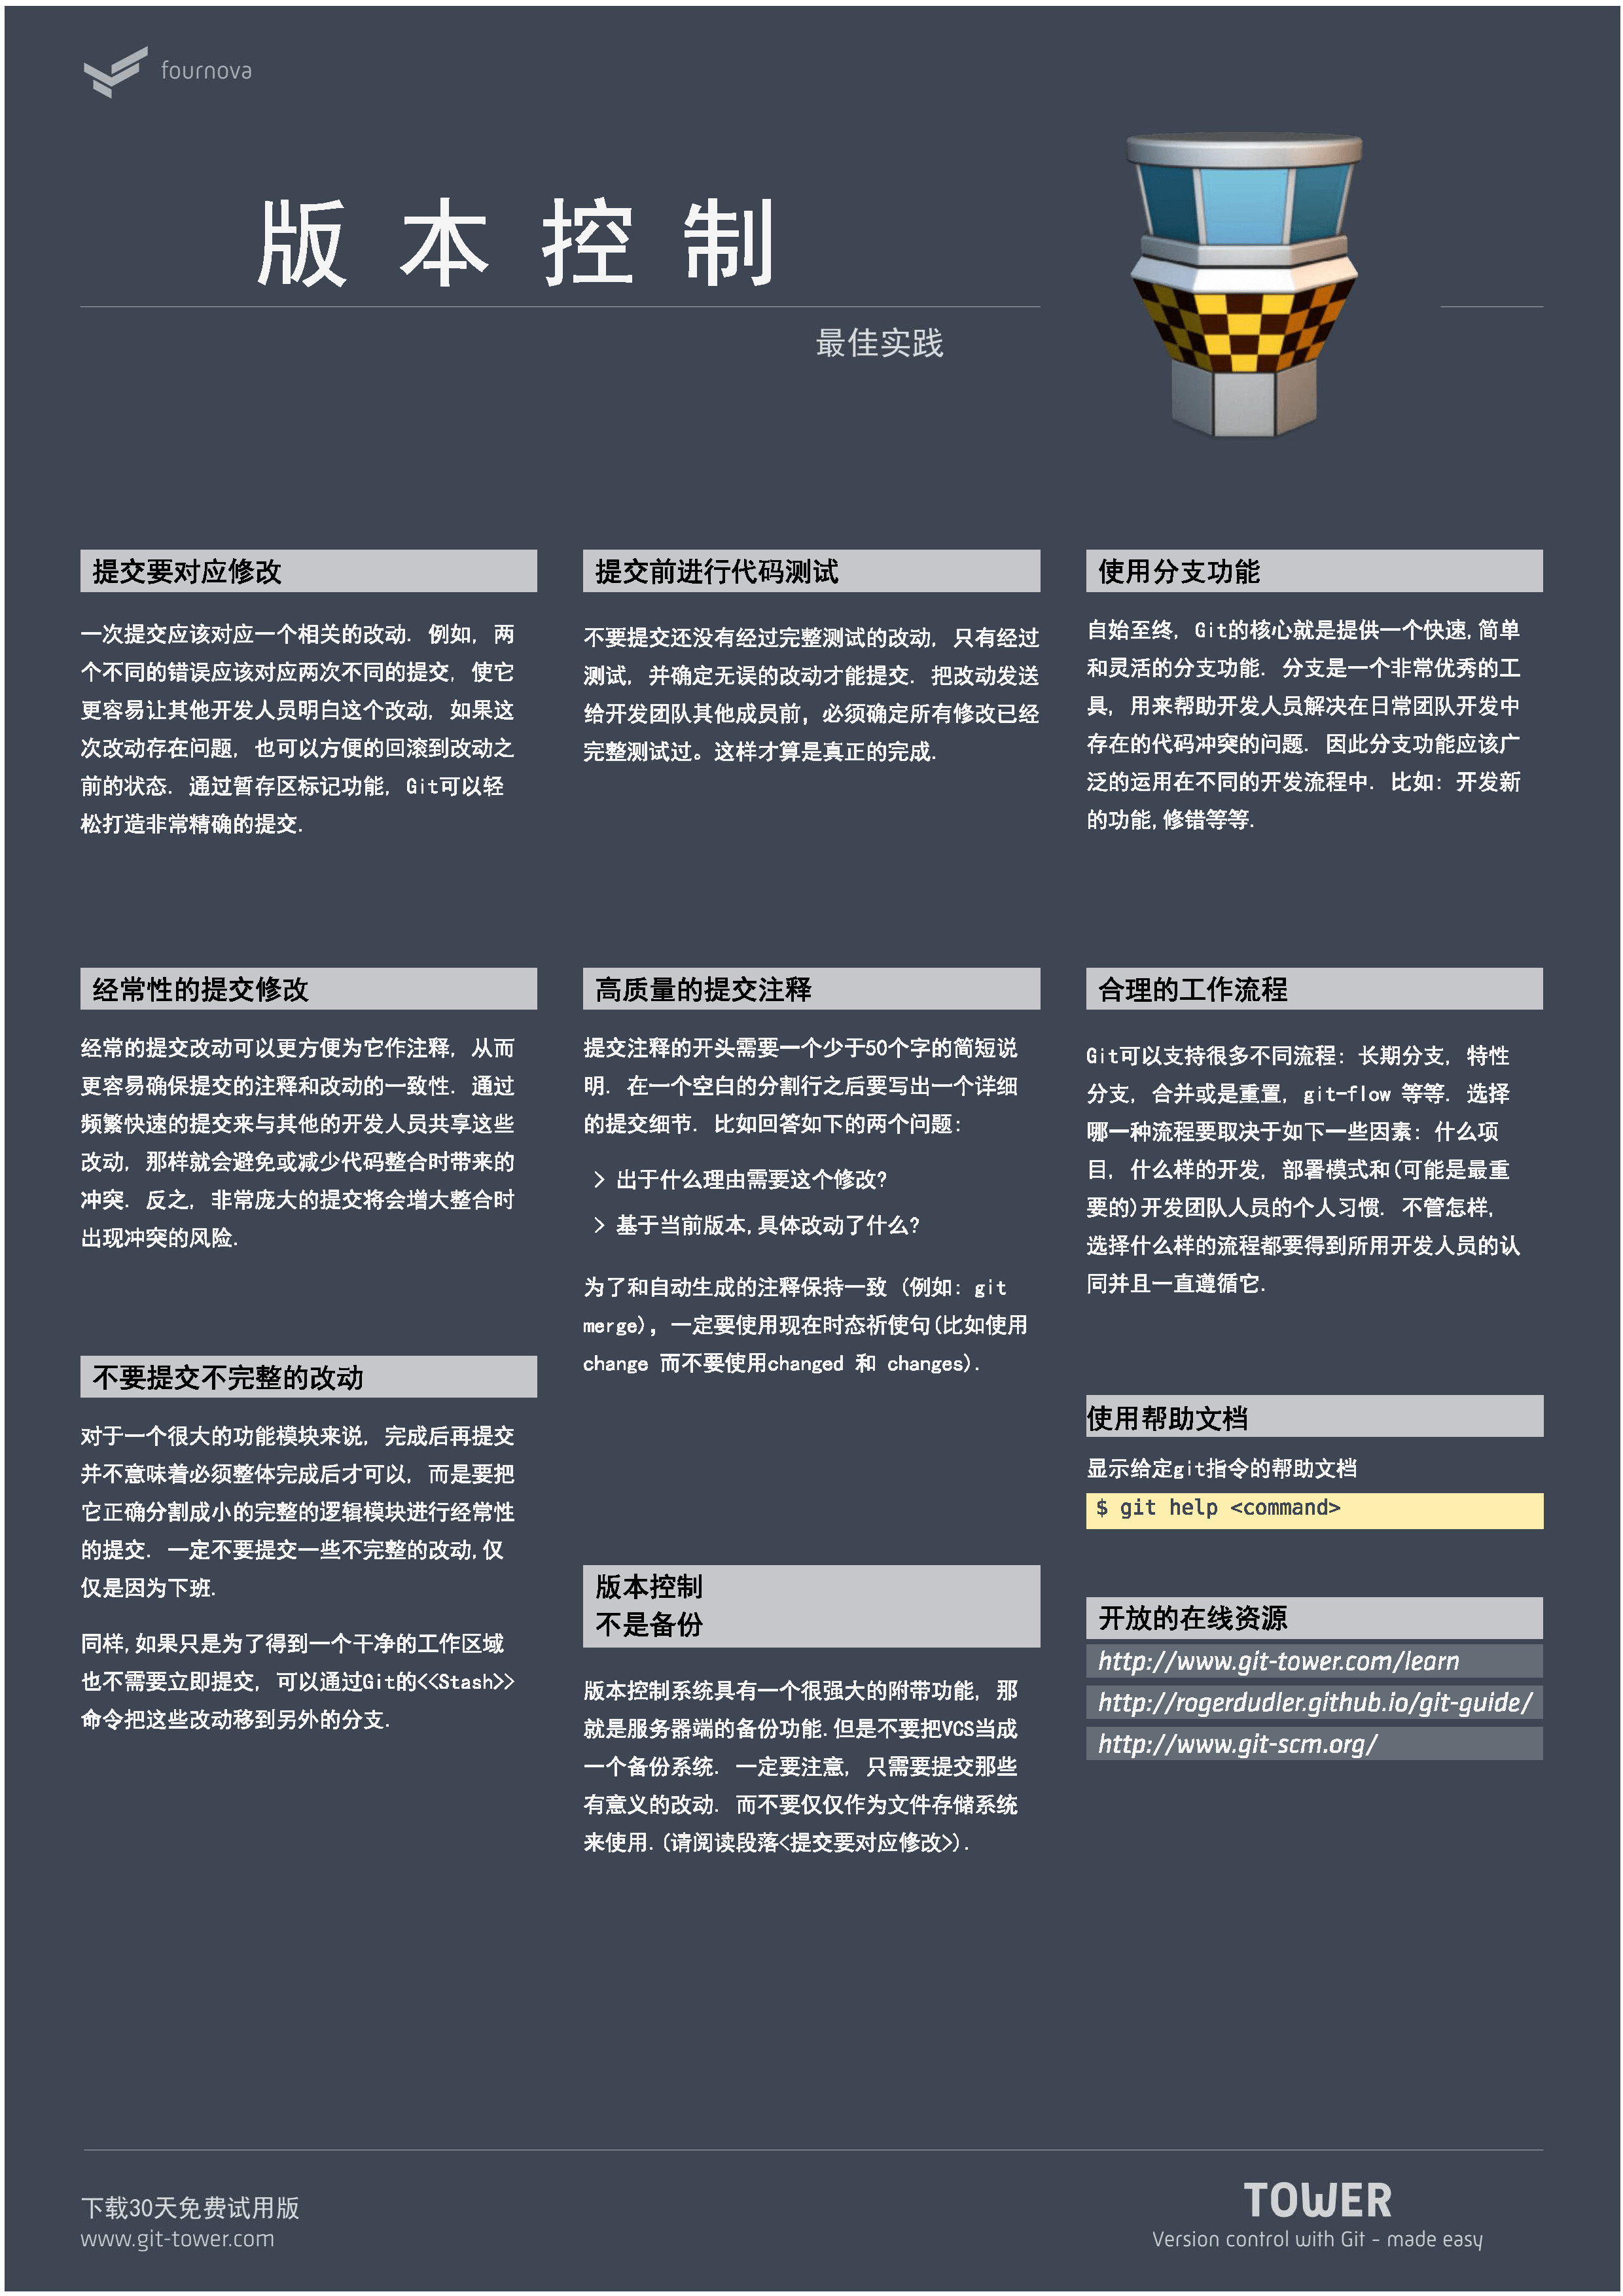 fournova
版本控制
最佳实践
提交要对应修改
一次提交应该对应一个相关的改动. 例如, 两
个不同的错误应该对应两次不同的提交, 使它
更容易让其他开发人员明白这个改动, 如果这
次改动存在问题, 也可以方便的回滚到改动之
前的状态. 通过暂存区标记功能, Git可以轻
松打造非常精确的提交.
经常性的提交修改
经常的提交改动可以更方便为它作注释, 从而
更容易确保提交的注释和改动的一致性. 通过
频繁快速的提交来与其他的开发人员共享这些
改动, 那样就会避免或减少代码整合时带来的
冲突. 反之, 非常庞大的提交将会增大整合时
出现冲突的风险.
不要提交不完整的改动
对于一个很大的功能模块来说, 完成后再提交
并不意味着必须整体完成后才可以, 而是要把
它正确分割成小的完整的逻辑模块进行经常性
的提交. 一定不要提交一些不完整的改动,仅
仅是因为下班.
同样,如果只是为了得到一个干净的工作区域
也不需要立即提交, 可以通过Git的<<Stash>>
命令把这些改动移到另外的分支.
提交前进行代码测试
不要提交还没有经过完整测试的改动, 只有经过
测试, 并确定无误的改动才能提交. 把改动发送
给开发团队其他成员前，必须确定所有修改已经
完整测试过。这样才算是真正的完成.
高质量的提交注释
提交注释的开头需要一个少于50个字的简短说
明. 在一个空白的分割行之后要写出一个详细
的提交细节. 比如回答如下的两个问题:
> 出于什么理由需要这个修改?
> 基于当前版本,具体改动了什么?
为了和自动生成的注释保持一致 (例如: git
merge)，一定要使用现在时态祈使句(比如使用
change 而不要使用changed 和 changes).
版本控制
不是备份
版本控制系统具有一个很强大的附带功能, 那
就是服务器端的备份功能.但是不要把VCS当成
一个备份系统. 一定要注意, 只需要提交那些
有意义的改动. 而不要仅仅作为文件存储系统
来使用.(请阅读段落<提交要对应修改>).
使用分支功能
自始至终, Git的核心就是提供一个快速,简单
和灵活的分支功能. 分支是一个非常优秀的工
具, 用来帮助开发人员解决在日常团队开发中
存在的代码冲突的问题. 因此分支功能应该广
泛的运用在不同的开发流程中. 比如: 开发新
的功能,修错等等.
合理的工作流程
Git可以支持很多不同流程: 长期分支, 特性
分支, 合并或是重置, git-flow 等等. 选择
哪一种流程要取决于如下一些因素: 什么项
目, 什么样的开发, 部署模式和(可能是最重
要的)开发团队人员的个人习惯. 不管怎样,
选择什么样的流程都要得到所用开发人员的认
同并且一直遵循它.
使用帮助文档
显示给定git指令的帮助文档
$ git help <command>
开放的在线资源
http://www.git-tower.com/learn
http://rogerdudler.github.io/git-guide/
http://www.git-scm.org/
下载30天免费试用版
www.git-tower.com
TOWER
Version control with Git - made easy